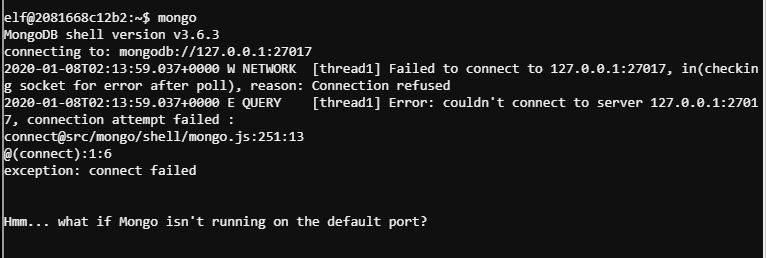 elf@2081668c12b2:~$ mongo
MongoDB shell version v3.6.3
connecting to: mongodb://127.0.0.1:27017
2020-01-08T02:13:59.037+0000 W NETWORK  [thread1] Failed to connect to 127.0.0.1:27017, in(checkin
g socket for error after poll), reason: Connection refused
2020-01-08T02:13:59.037+0000 E QUERY    [thread1] Error: couldn't connect to server 127.0.0.1:2701
7, connection attempt failed :
connect@src/mongo/shell/mongo.js:251:13
@(connect):1:6
exception: connect failed
Hmm... what if Mongo isn't running on the default port?